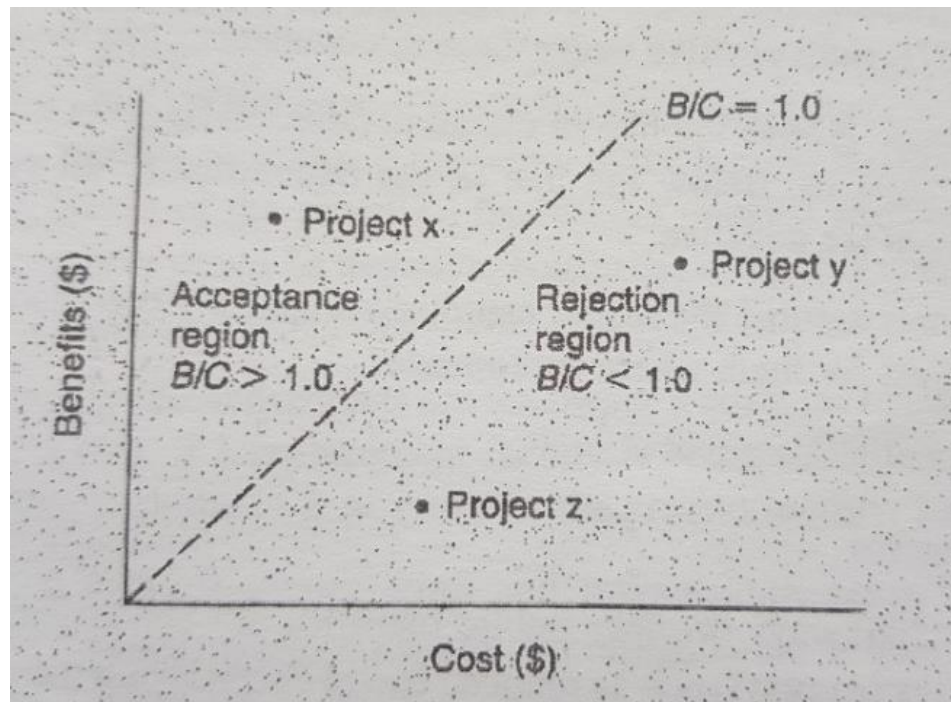 B/C = 1.0
Project x
Project y
Acceptance
region
B/C > 1.0
Rejection
region
B/C < 1.0
Project z
Benefits ($)
Cost ($)